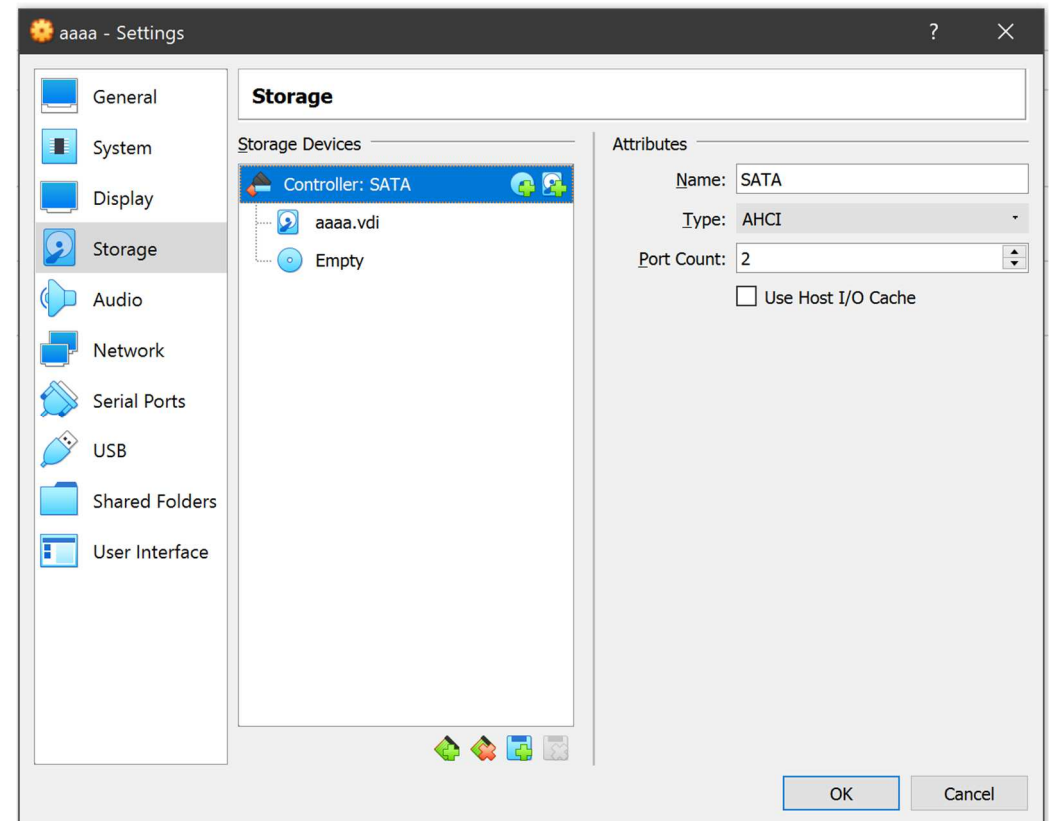 aaaa - Settings
?
General
System
Display
Storage
Audio
Network
Serial Ports
USB
Shared Folders
User Interface
Storage
Storage Devices
Controller: SATA
aaaa.vdi
Empty
Attributes
Name: SATA
Type: AHCI
Port Count: 2
Use Host I/O Cache
OK
Cancel